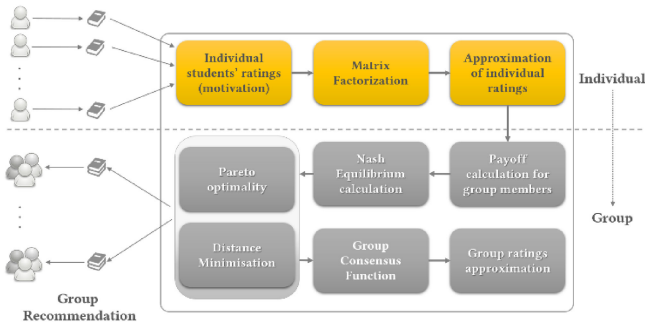 Individual
students' ratings
(motivation)
Matrix
Factorization
Approximation
of individual
ratings
Individual
Pareto
optimality
Nash
Equilibrium
calculation
Payoff
calculation for
group members
Group
Distance
Minimisation
Group
Consensus
Function
Group ratings
approximation
Group
Recommendation